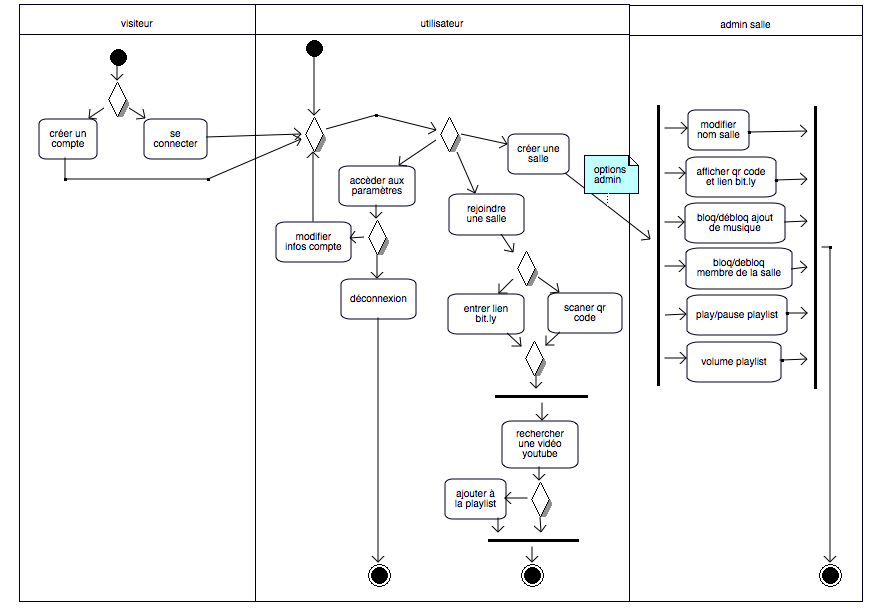 visiteur
utilisateur
admin salle
créer un
compte
se
connecter
accèder aux
paramètres
modifier
infos compte
déconnexion
créer une
salle
options
admin
rejoindre
une salle
entrer lien
bit.ly
scaner qr
code
rechercher
une vidéo
youtube
ajouter à
la playlist
modifier
nom salle
afficher qr code
et lien bit.ly
bloq/débloq ajout
de musique
bloq/debloq
membre de la salle
play/pause playlist
volume playlist